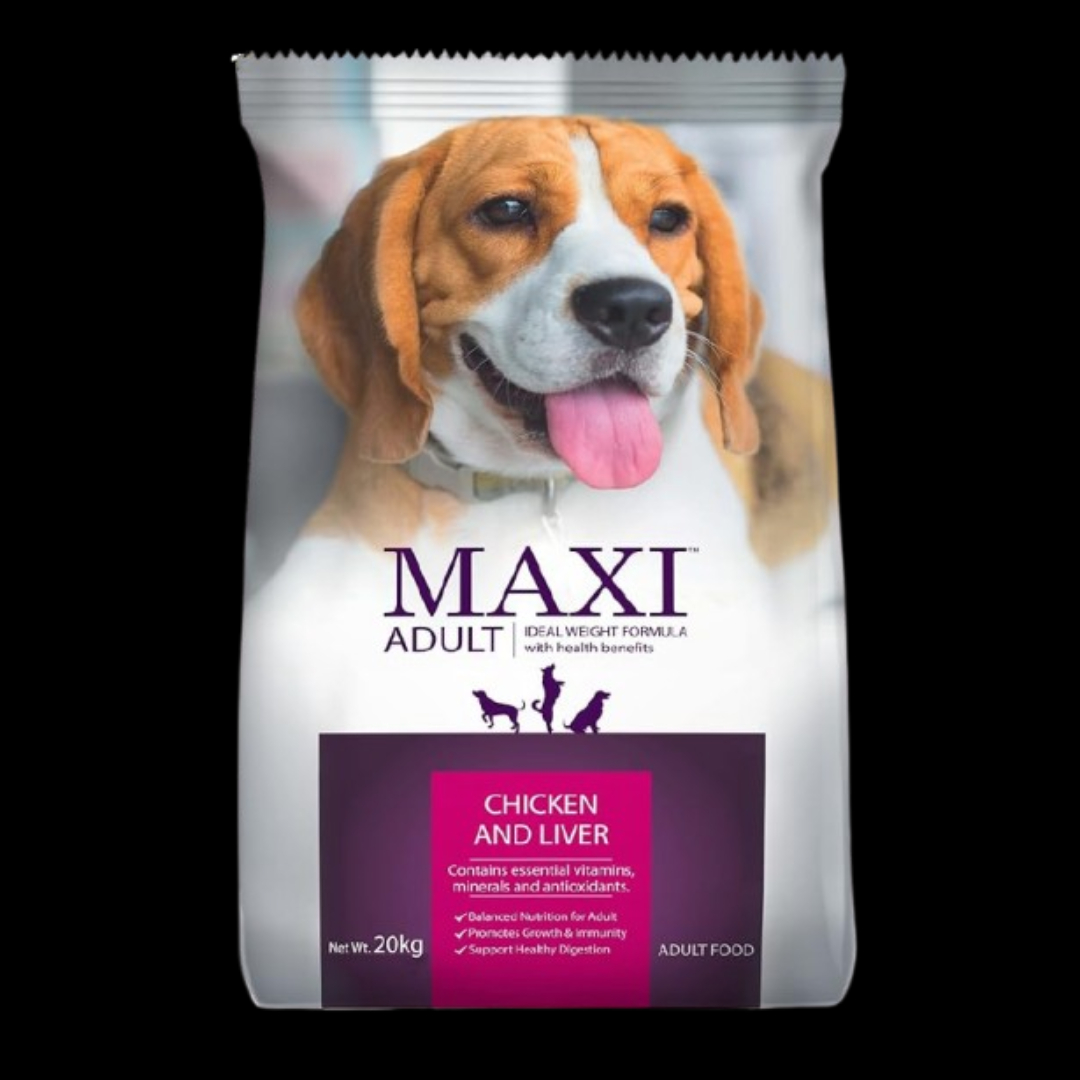 MAXI™
ADULT
IDEAL WEIGHT FORMULA
with health benefits
CHICKEN
AND LIVER
Contains essential vitamins,
minerals and antioxidants.
✓Balanced Nutrition for Adult
✓Promotes Growth & immunity
✓Support Healthy Digestion
Net Wt. 20kg
ADULT FOOD